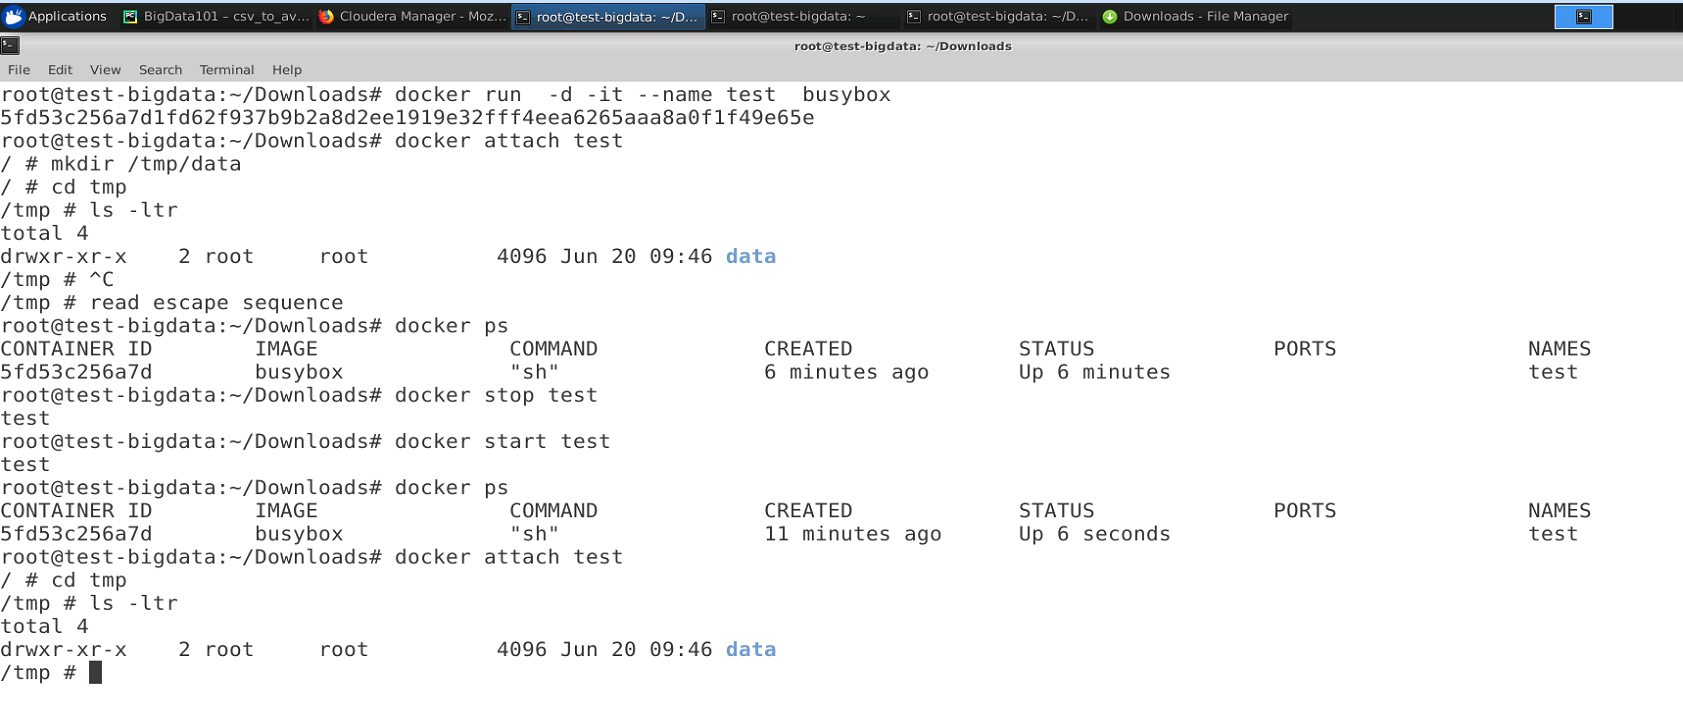 Applications BigData101 – csv_to_av... Cloudera Manager - Moz... root@test-bigdata: ~/D... root@test-bigdata: ~ root@test-bigdata: ~/D... Downloads - File Manager
root@test-bigdata: ~/Downloads
File Edit View Search Terminal Help
root@test-bigdata:~/Downloads# docker run  -d -it --name test  busybox
5fd53c256a7d1fd62f937b9b2a8d2ee1919e32fff4eea6265aaa8a0f1f49e65e
root@test-bigdata:~/Downloads# docker attach test
/ # mkdir /tmp/data
/ # cd tmp
/tmp # ls -ltr
total 4
drwxr-xr-x    2 root     root          4096 Jun 20 09:46 data
/tmp # ^C
/tmp # read escape sequence
root@test-bigdata:~/Downloads# docker ps
CONTAINER ID        IMAGE               COMMAND             CREATED             STATUS              PORTS               NAMES
5fd53c256a7d        busybox             "sh"                6 minutes ago       Up 6 minutes                            test
root@test-bigdata:~/Downloads# docker stop test
test
root@test-bigdata:~/Downloads# docker start test
test
root@test-bigdata:~/Downloads# docker ps
CONTAINER ID        IMAGE               COMMAND             CREATED             STATUS              PORTS               NAMES
5fd53c256a7d        busybox             "sh"                11 minutes ago      Up 6 seconds                            test
root@test-bigdata:~/Downloads# docker attach test
/ # cd tmp
/tmp # ls -ltr
total 4
drwxr-xr-x    2 root     root          4096 Jun 20 09:46 data
/tmp #